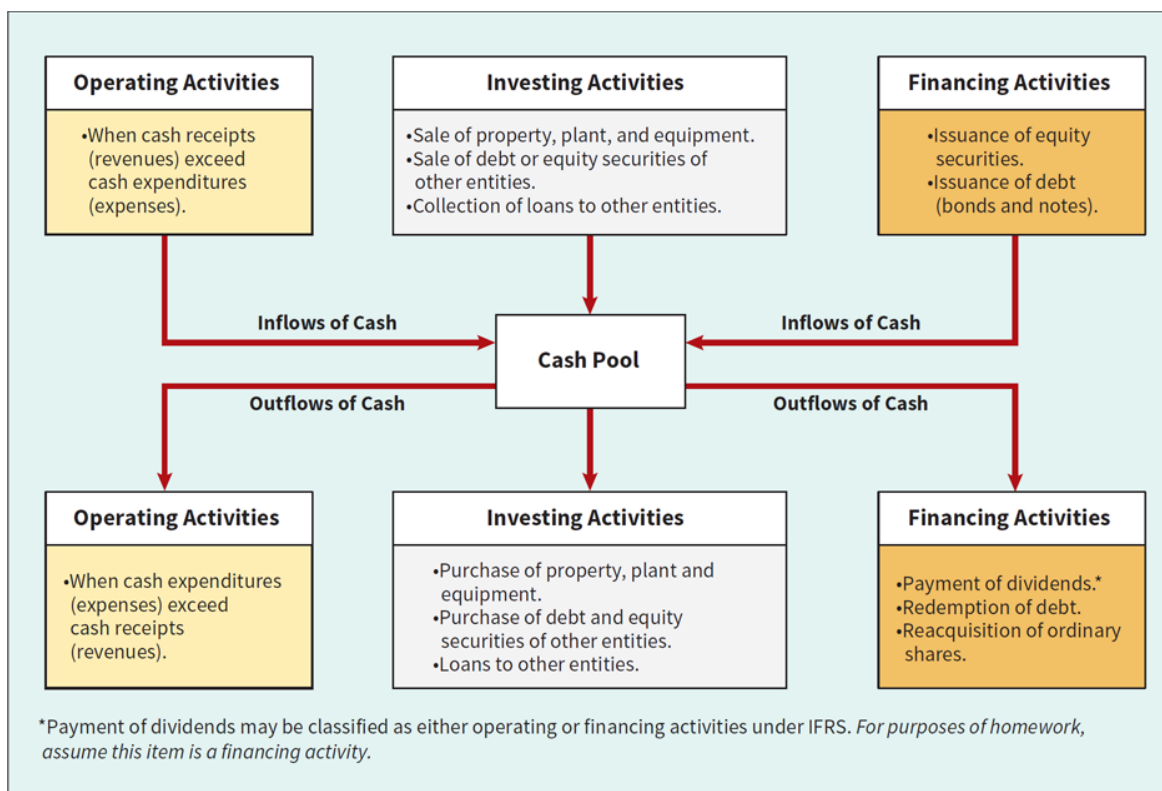 Operating Activities
•When cash receipts
(revenues) exceed
cash expenditures
(expenses).
Investing Activities
•Sale of property, plant, and equipment.
•Sale of debt or equity securities of
other entities.
•Collection of loans to other entities.
Financing Activities
•Issuance of equity
securities.
•Issuance of debt
(bonds and notes).
Inflows of Cash
Cash Pool
Inflows of Cash
Outflows of Cash
Outflows of Cash
Operating Activities
•When cash expenditures
(expenses) exceed
cash receipts
(revenues).
Investing Activities
•Purchase of property, plant and
equipment.
•Purchase of debt and equity
securities of other entities.
•Loans to other entities.
Financing Activities
•Payment of dividends.*
•Redemption of debt.
•Reacquisition of ordinary
shares.
*Payment of dividends may be classified as either operating or financing activities under IFRS. For purposes of homework,
assume this item is a financing activity.